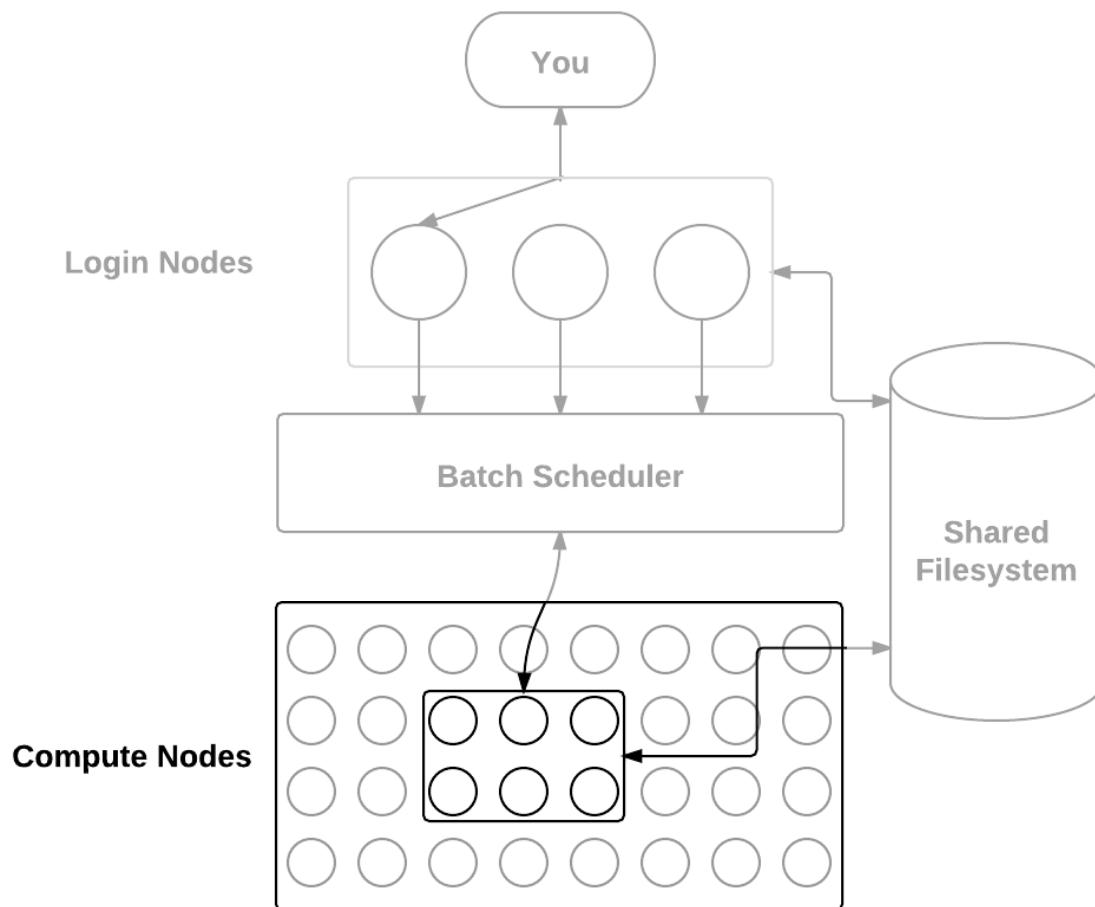 You
Login Nodes
Batch Scheduler
Shared
Filesystem
Compute Nodes